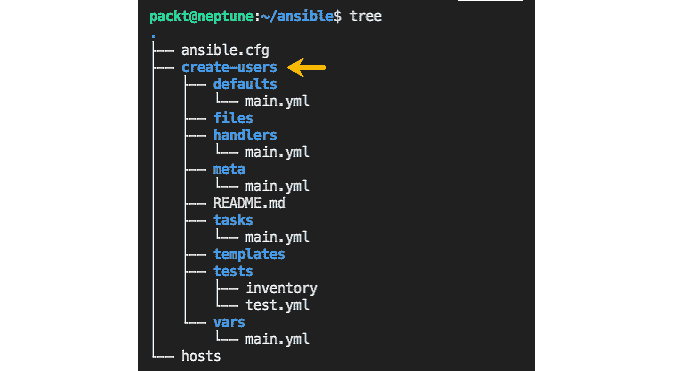 packt@neptune:~/ansible$ tree
.
├── ansible.cfg
├── create-users
│   ├── defaults
│   │   └── main.yml
│   ├── files
│   ├── handlers
│   │   └── main.yml
│   ├── meta
│   │   └── main.yml
│   ├── README.md
│   ├── tasks
│   │   └── main.yml
│   ├── templates
│   ├── tests
│   │   ├── inventory
│   │   └── test.yml
│   └── vars
│       └── main.yml
└── hosts